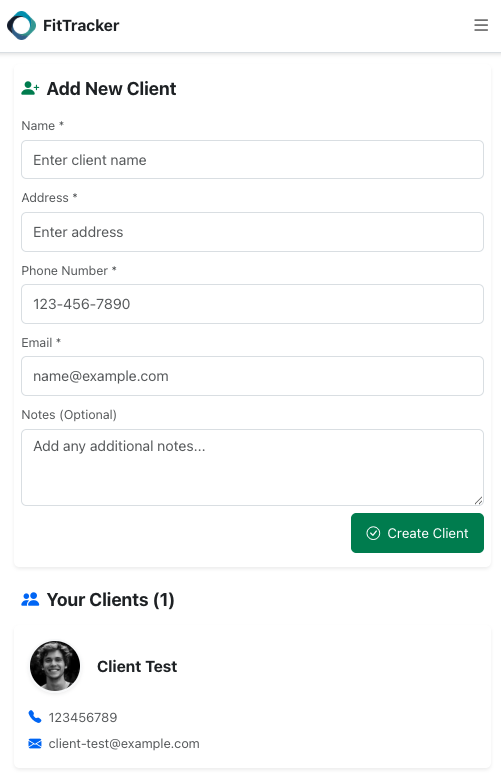 FitTracker
Add New Client
Name *
Enter client name
Address *
Enter address
Phone Number *
123-456-7890
Email *
name@example.com
Notes (Optional)
Add any additional notes...
Create Client
Your Clients (1)
Client Test
123456789
client-test@example.com